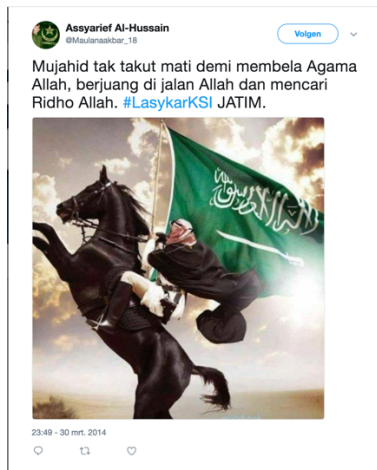 Assyarief Al-Hussain
@Maulanaakbar_18
Volgen
Mujahid tak takut mati demi membela Agama
Allah, berjuang di jalan Allah dan mencari
Ridho Allah. #LasykarKSI JATIM.
23:49 - 30 mrt. 2014